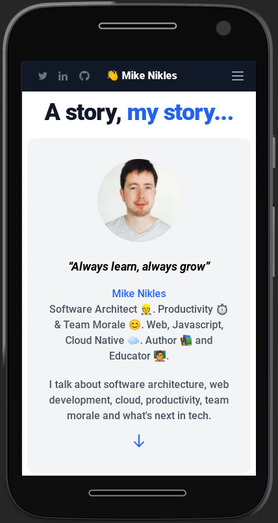 👋 Mike Nikles
A story, my story...
“Always learn, always grow”
Mike Nikles
Software Architect 👷. Productivity ⏱️
& Team Morale 😊. Web, Javascript,
Cloud Native ☁️. Author 📚 and
Educator 🧑‍🏫.
I talk about software architecture, web
development, cloud, productivity, team
morale and what's next in tech.